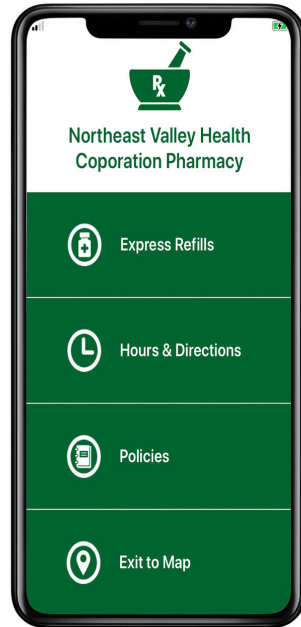 Rx
Northeast Valley Health
Coporation Pharmacy
Express Refills
Hours & Directions
Policies
Exit to Map